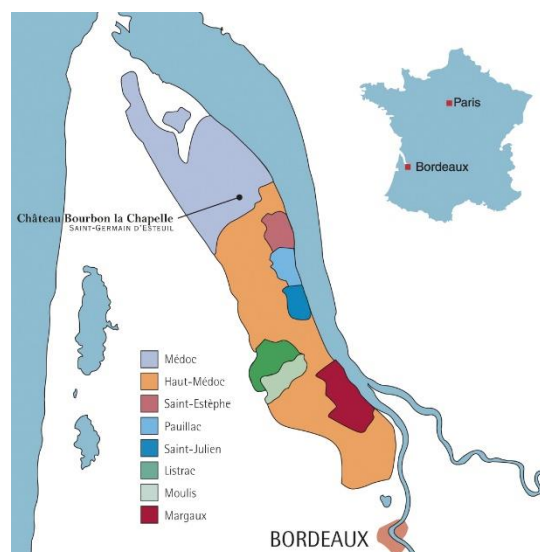 Paris
Bordeaux
Château Bourbon la Chapelle
SAINT-GERMAIN D'ESTEUIL
Médoc
Haut-Médoc
Saint-Estèphe
Pauillac
Saint-Julien
Listrac
Moulis
Margaux
BORDEAUX